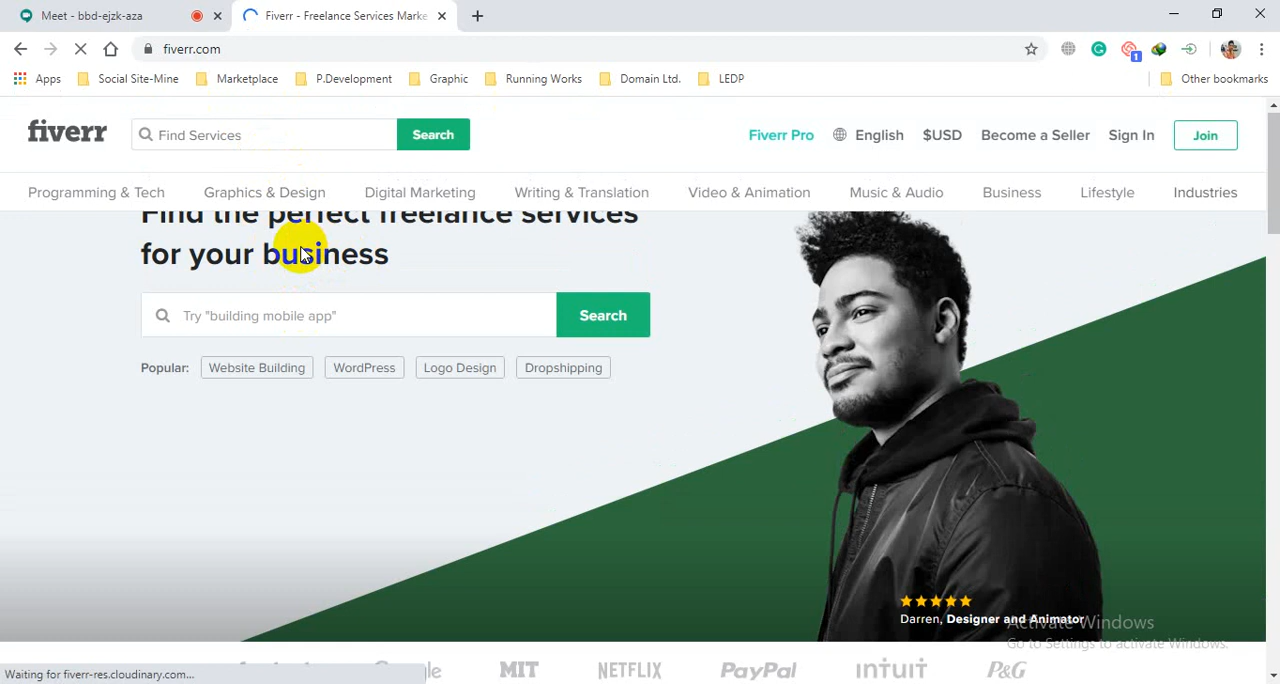 Meet - bbd-ejzk-aza
Fiverr - Freelance Services Marke
fiverr.com
1
Apps
Social Site-Mine
Marketplace
P.Development
Graphic
Running Works
Domain Ltd.
LEDP
Other bookmarks
fiverr
Find Services
Search
Fiverr Pro
English
$USD
Become a Seller
Sign In
Join
Programming & Tech
Graphics & Design
Digital Marketing
Writing & Translation
Video & Animation
Music & Audio
Business
Lifestyle
Industries
Find the perfect freelance services
for your business
Try "building mobile app"
Search
Popular:
Website Building
WordPress
Logo Design
Dropshipping
Darren, Designer and Animator
Activate Windows
Go to Settings to activate Windows.
MIT
NETFLIX
PayPal
INTUIT
P&G
Waiting for fiverr-res.cloudinary.com...